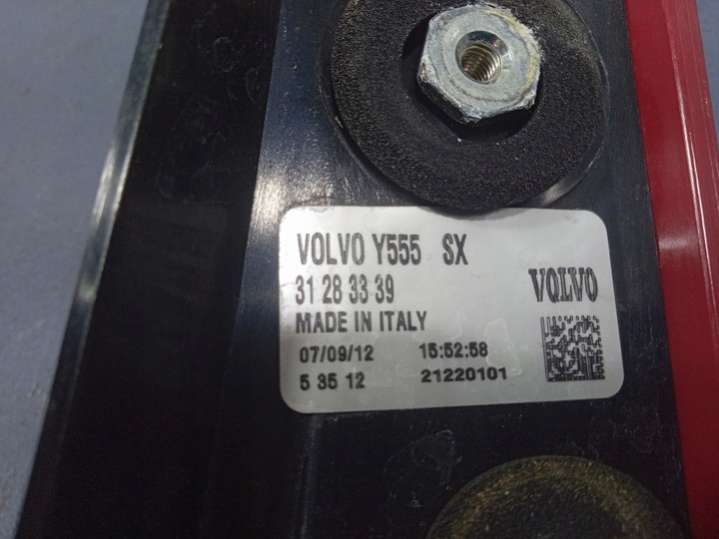 VOLVO Y555 SX
31 28 33 39
VOLVO
MADE IN ITALY
07/09/12 15:52:58
5 35 12 21220101